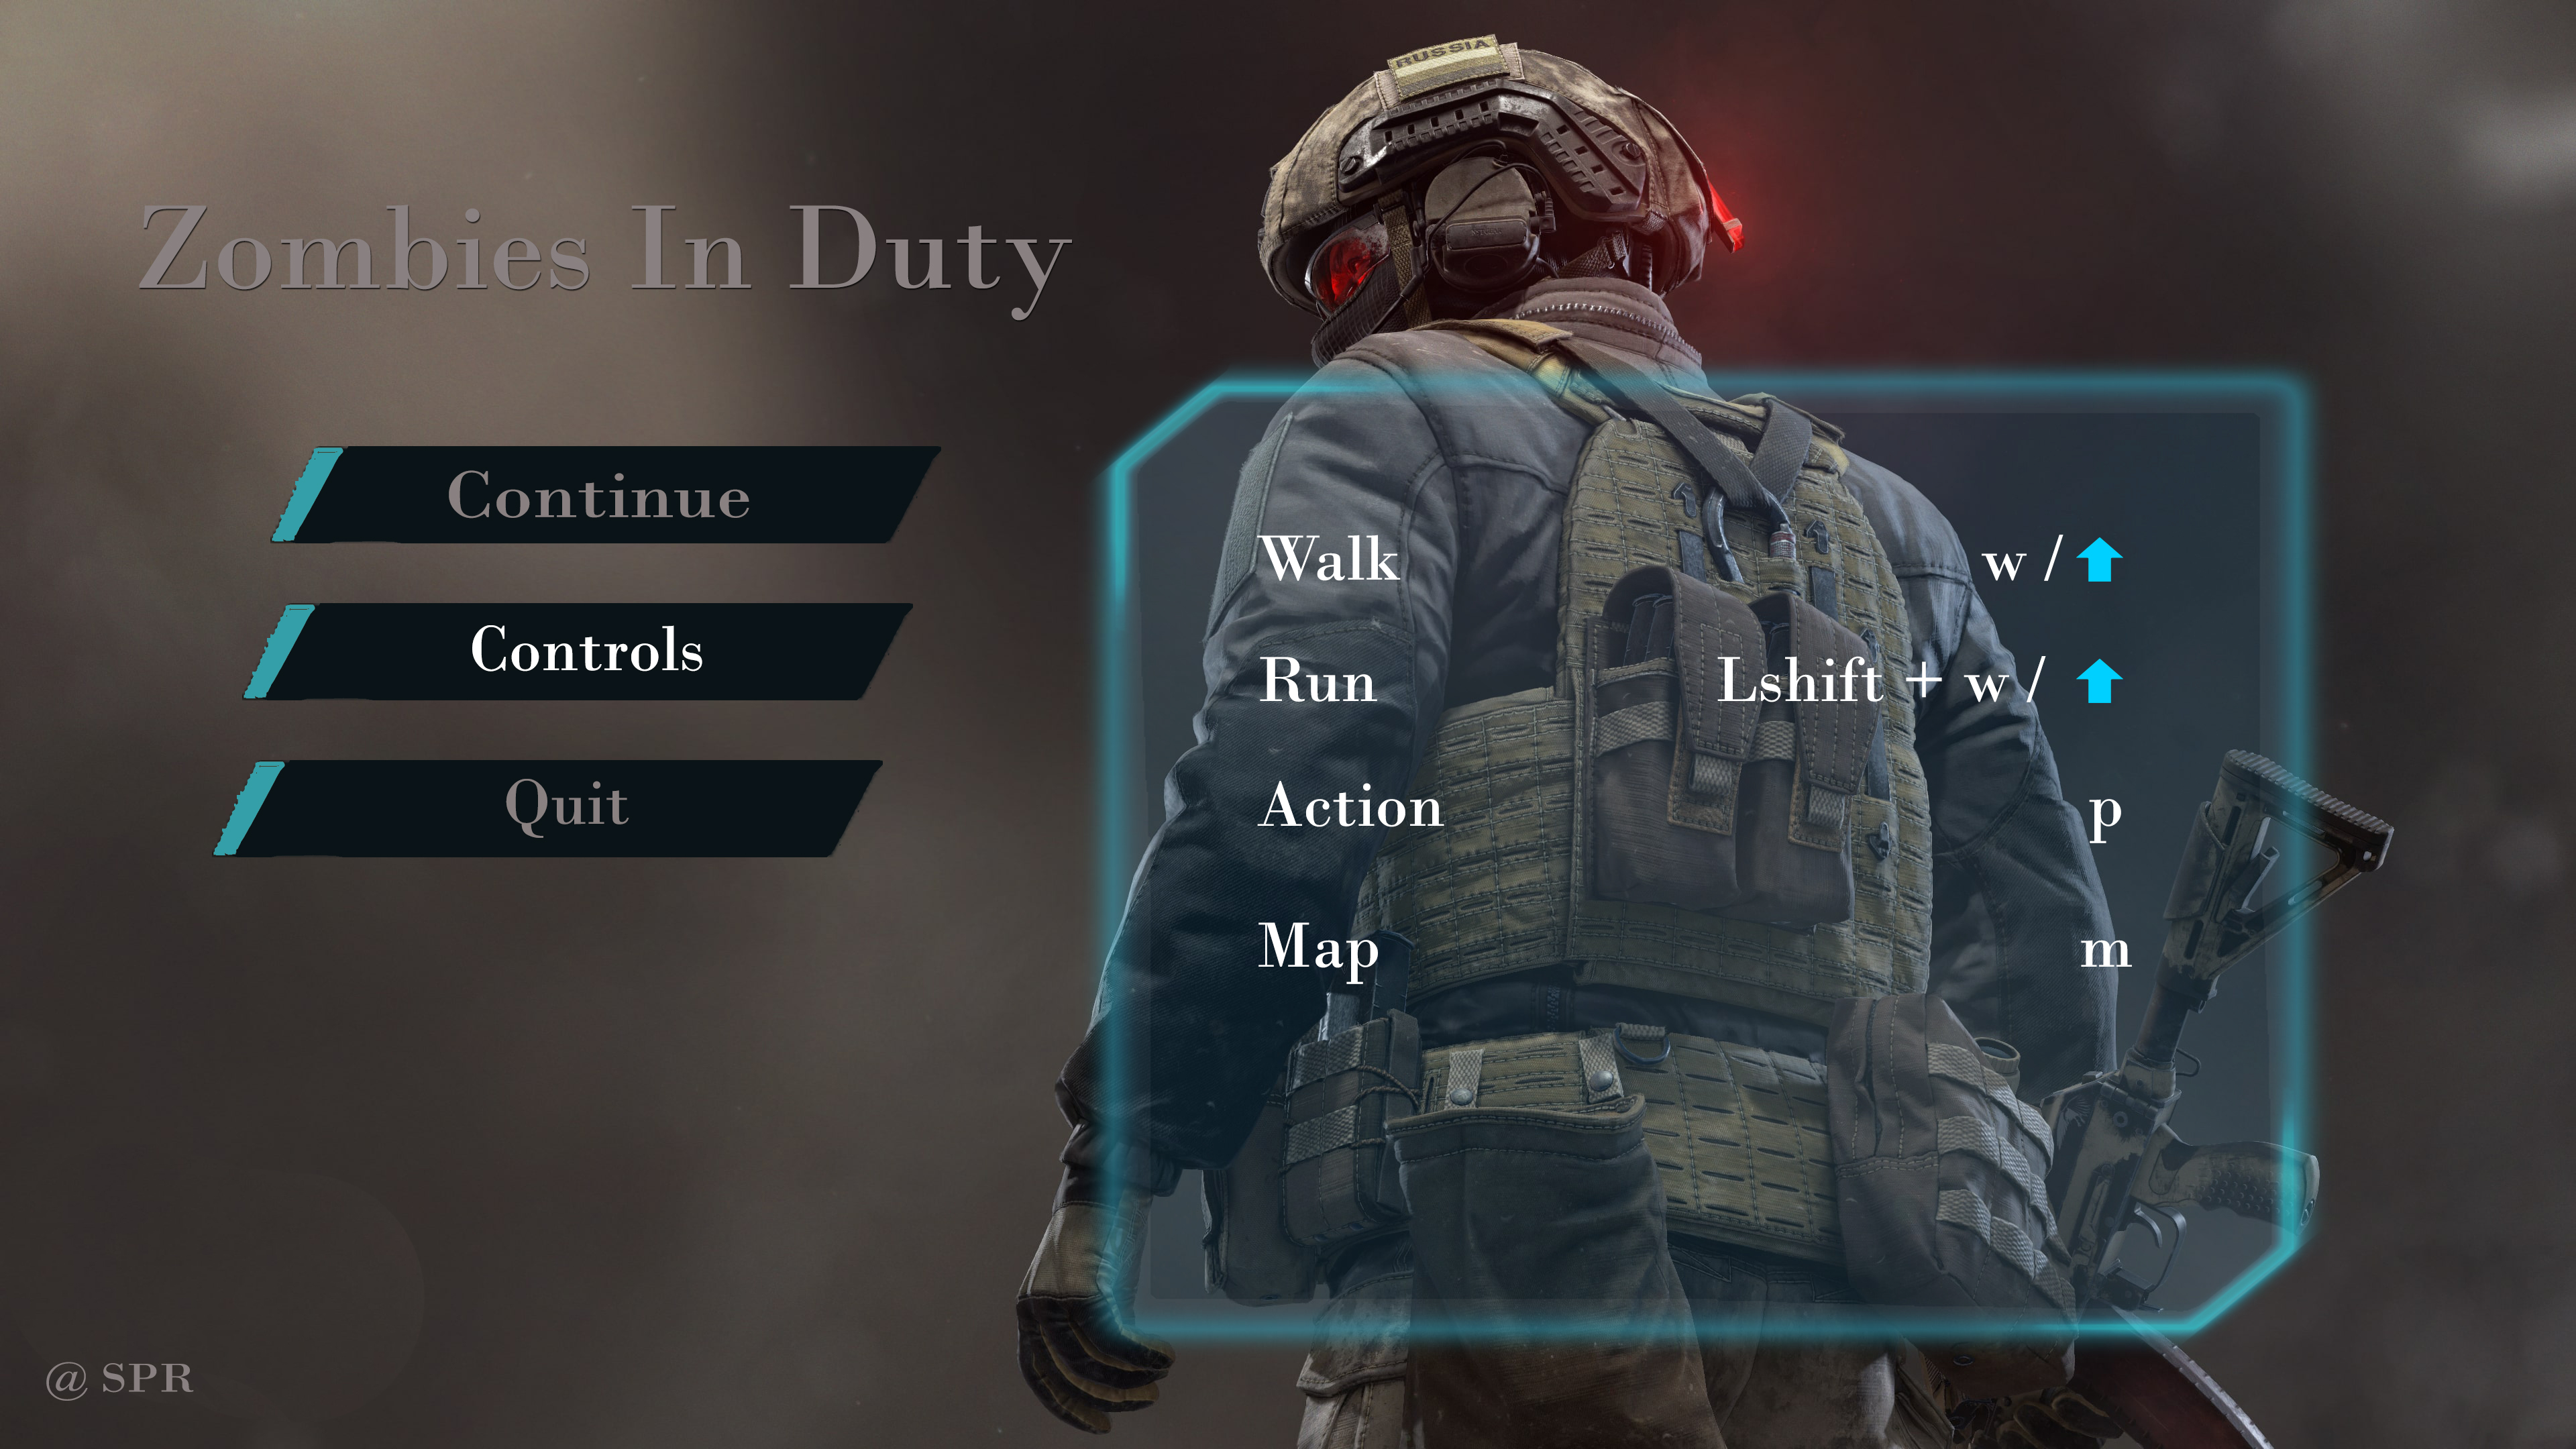 RUSSIA
Zombies In Duty
Continue
Controls
Quit
Walk w / ⬆
Run Lshift + w / ⬆
Action p
Map m
@ SPR